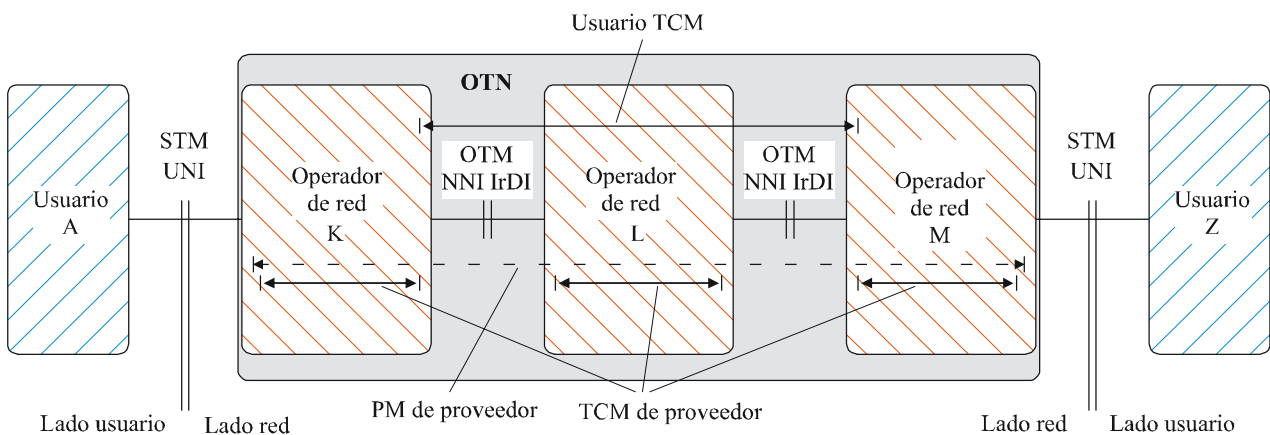 Usuario TCM
OTN
STM
UNI
OTM
NNI IrDI
OTM
NNI IrDI
STM
UNI
Usuario
A
Operador
de red
K
Operador
de red
L
Operador
de red
M
Usuario
Z
PM de proveedor
TCM de proveedor
Lado usuario
Lado red
Lado red
Lado usuario